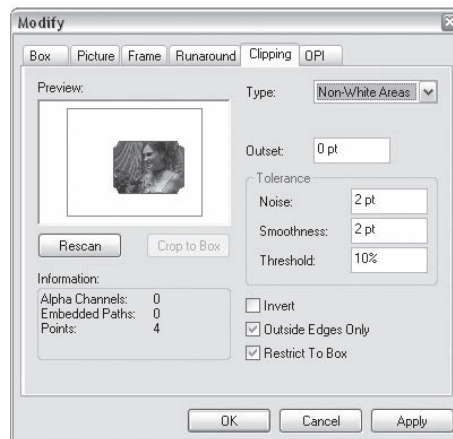 Modify
Box Picture Frame Runaround Clipping OPI
Preview:
Type: Non-White Areas
Outset: 0 pt
Tolerance
Noise: 2 pt
Smoothness: 2 pt
Threshold: 10%
Rescan Crop to Box
Information:
Alpha Channels: 0
Embedded Paths: 0
Points: 4
Invert
Outside Edges Only
Restrict To Box
OK Cancel Apply